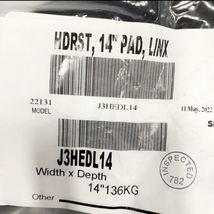 HDRST, 14" PAD, LINX
22131
J3HEDL14
11 May, 2022
MODEL
J3HEDL14
Width x Depth
14"136KG
Other
INSPECTED
782